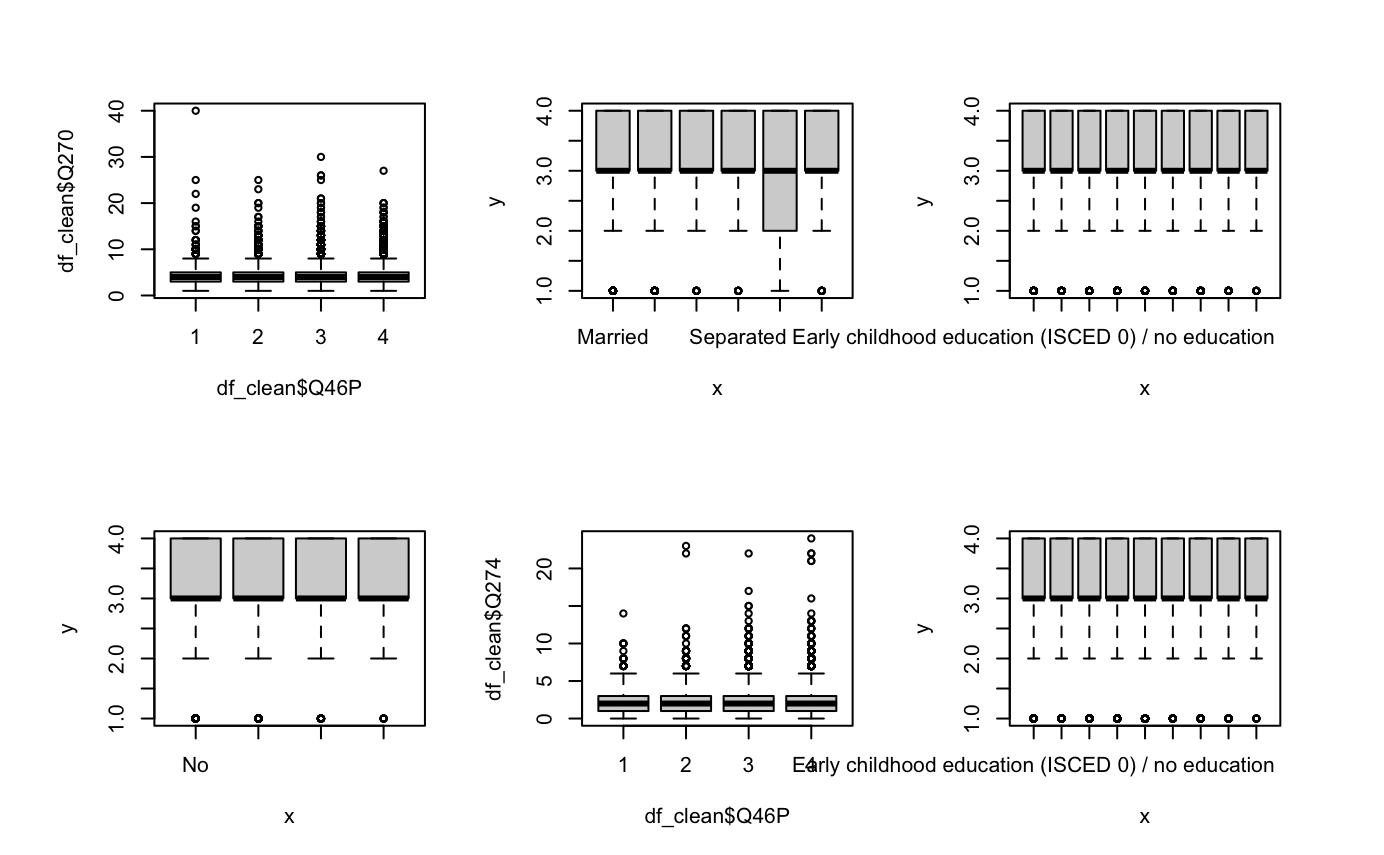 df_clean$Q270
0 10 20 30 40
1 2 3 4
df_clean$Q46P
y
1.0 2.0 3.0 4.0
Married Separated
x
y
1.0 2.0 3.0 4.0
Early childhood education (ISCED 0) / no education
x
y
1.0 2.0 3.0 4.0
No
x
df_clean$Q274
0 5 10 20
1 2 3 4
df_clean$Q46P
y
1.0 2.0 3.0 4.0
Early childhood education (ISCED 0) / no education
x